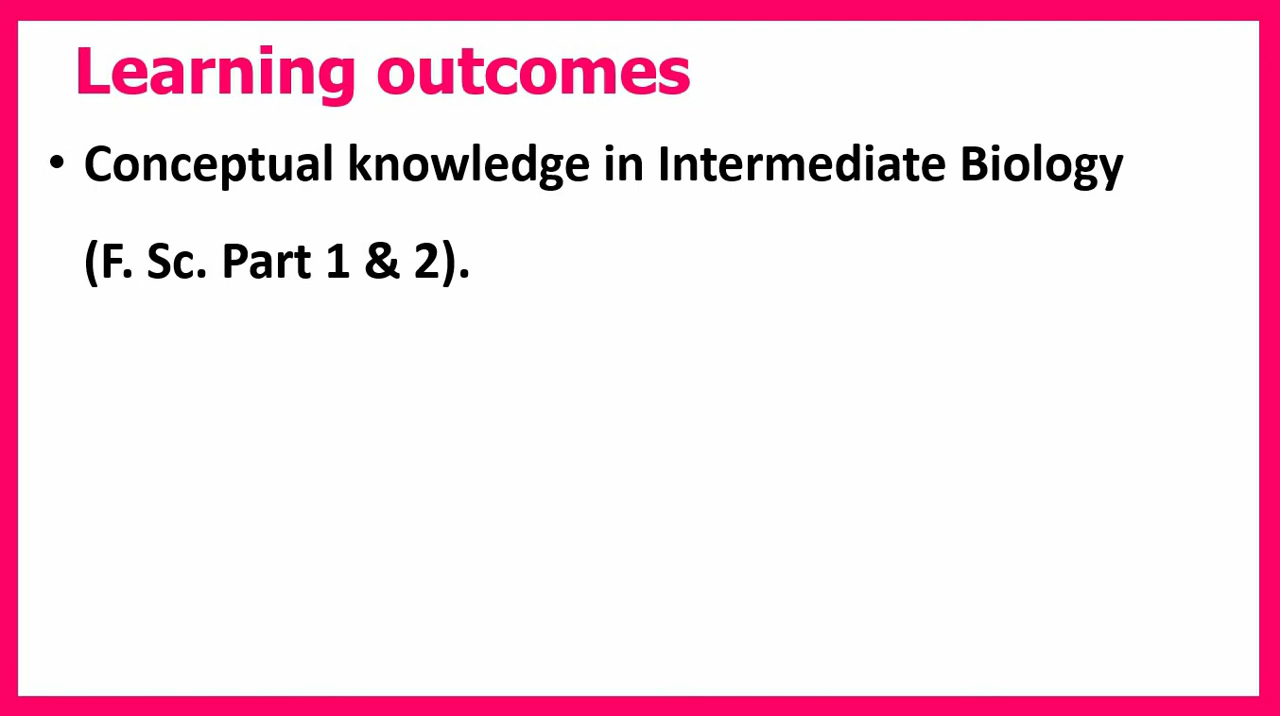 Learning outcomes
• Conceptual knowledge in Intermediate Biology
(F. Sc. Part 1 & 2).